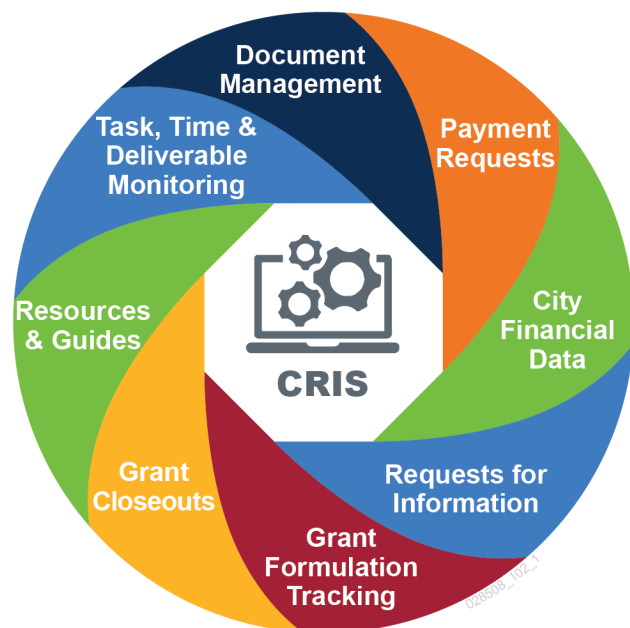 Document
Management
Payment
Requests
City
Financial
Data
Requests for
Information
Grant
Formulation
Tracking
Grant
Closeouts
Resources
& Guides
Task, Time &
Deliverable
Monitoring
CRIS
028508_102_1